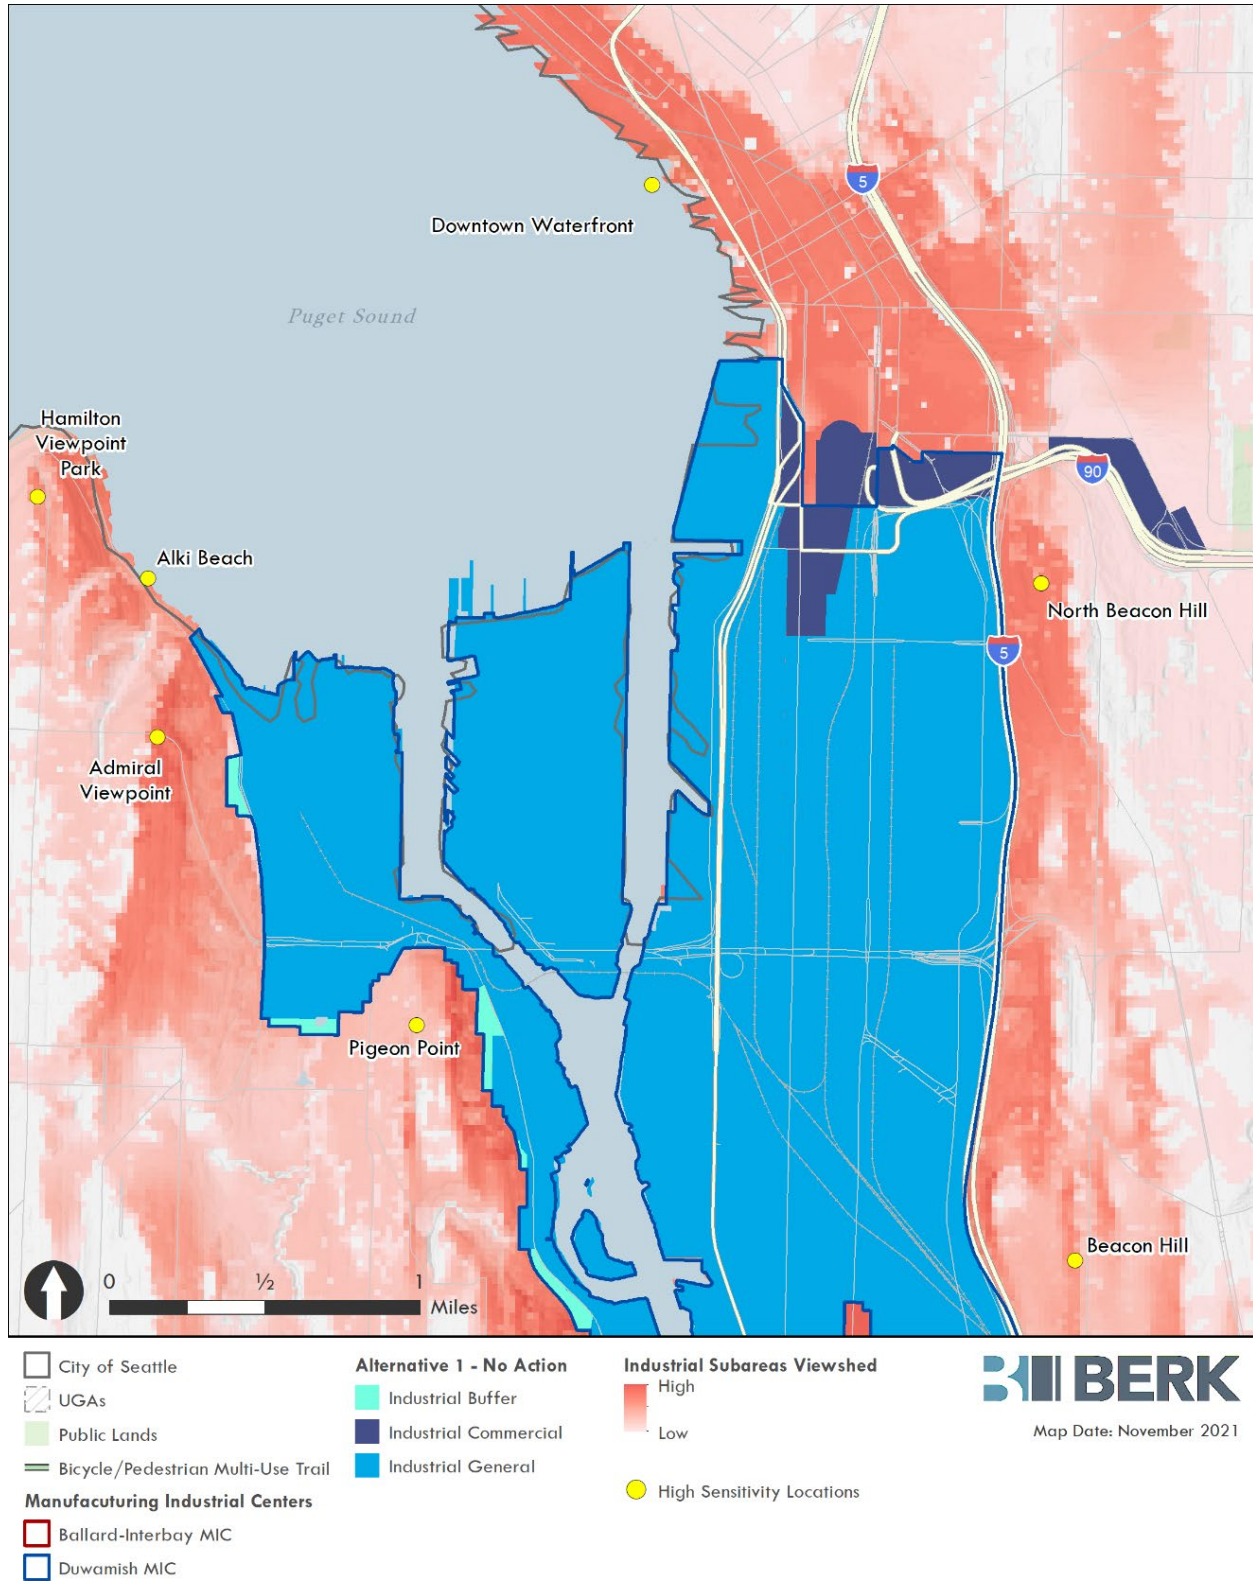 5
Downtown Waterfront
Puget Sound
Hamilton
Viewpoint
Park
90
Alki Beach
North Beacon Hill
5
Admiral
Viewpoint
Pigeon Point
Beacon Hill
0 ½ 1
Miles
City of Seattle
UGAs
Public Lands
Bicycle/Pedestrian Multi-Use Trail
Manufacuturing Industrial Centers
Ballard-Interbay MIC
Duwamish MIC
Alternative 1 - No Action
Industrial Buffer
Industrial Commercial
Industrial General
Industrial Subareas Viewshed
High
Low
High Sensitivity Locations
BERK
Map Date: November 2021